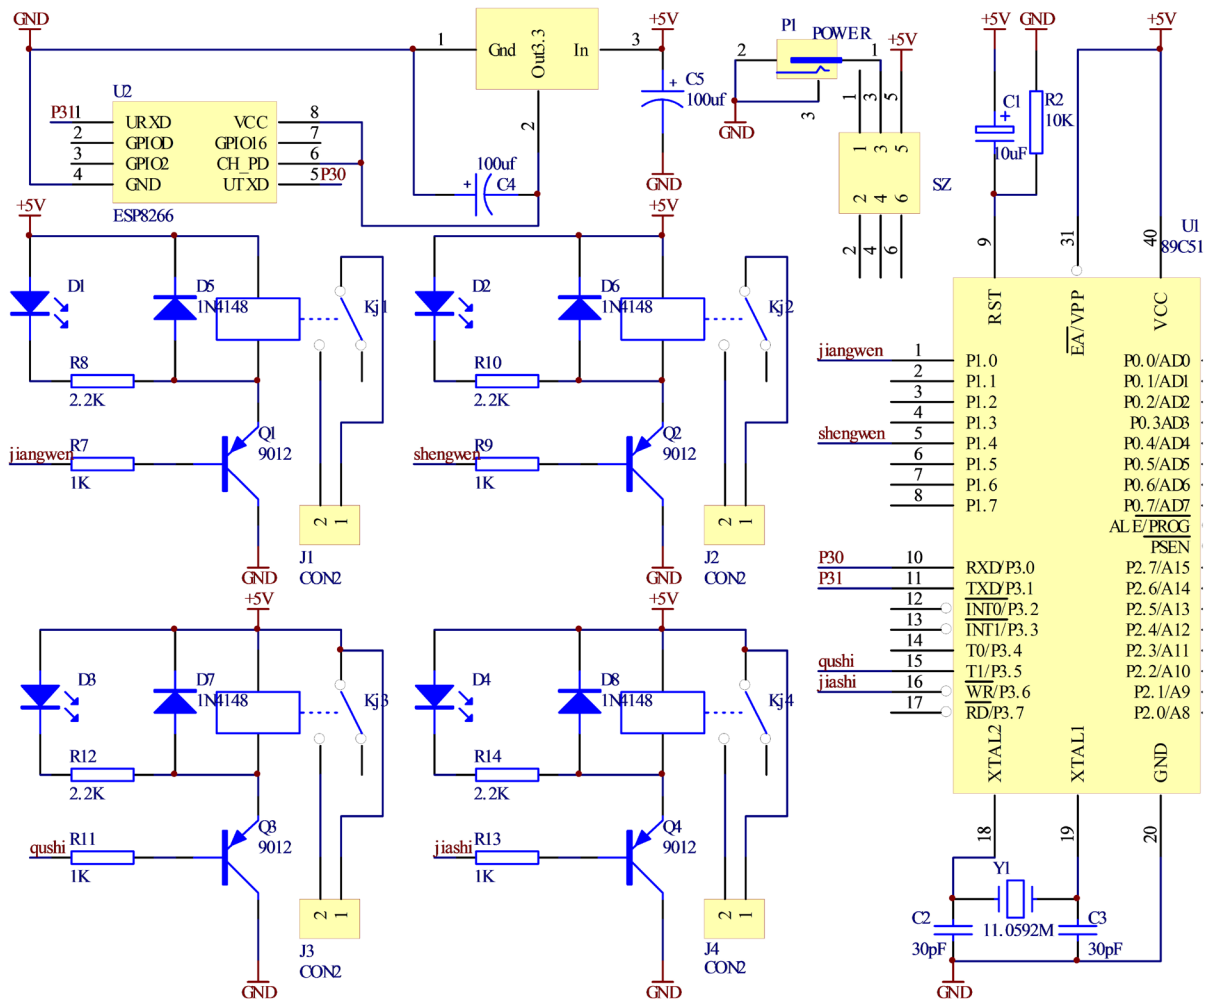 GND
1
Gnd
Out3.3
In
3
+5V
2
C5
100uf
P1
POWER
2
1
3
GND
+5V
1
3
5
1
3
5
2
4
6
SZ
2
4
6
+5V
GND
+5V
C1
10uF
R2
10K
U2
P31
1
URXD
VCC
8
2
GPIOD
GPIO16
7
3
GPIO2
CH_PD
6
4
GND
UTXD
5
P30
ESP8266
100uf
C4
GND
+5V
D1
D5
1N4148
Kj1
R8
2.2K
Q1
9012
jiangwen
R7
1K
2
1
J1
CON2
GND
+5V
D2
D6
1N4148
Kj2
R10
2.2K
Q2
9012
shengwen
R9
1K
2
1
J2
CON2
GND
+5V
D3
D7
1N4148
Kj3
R12
2.2K
Q3
9012
qushi
R11
1K
2
1
J3
CON2
GND
+5V
D4
D8
1N4148
Kj4
R14
2.2K
Q4
9012
jiashi
R13
1K
2
1
J4
CON2
GND
9
31
40
U1
89C51
RST
EA/VPP
VCC
jiangwen
1
P1.0
P0.0/AD0
2
P1.1
P0.1/AD1
3
P1.2
P0.2/AD2
4
P1.3
P0.3AD3
shengwen
5
P1.4
P0.4/AD4
6
P1.5
P0.5/AD5
7
P1.6
P0.6/AD6
8
P1.7
P0.7/AD7
ALE/PROG
PSEN
P30
10
RXD/P3.0
P2.7/A15
P31
11
TXD/P3.1
P2.6/A14
12
INT0/P3.2
P2.5/A13
13
INT1/P3.3
P2.4/A12
14
T0/P3.4
P2.3/A11
qushi
15
T1/P3.5
P2.2/A10
jiashi
16
WR/P3.6
P2.1/A9
17
RD/P3.7
P2.0/A8
XTAL2
XTAL1
GND
18
19
20
Y1
11.0592M
C2
30pF
C3
30pF
GND